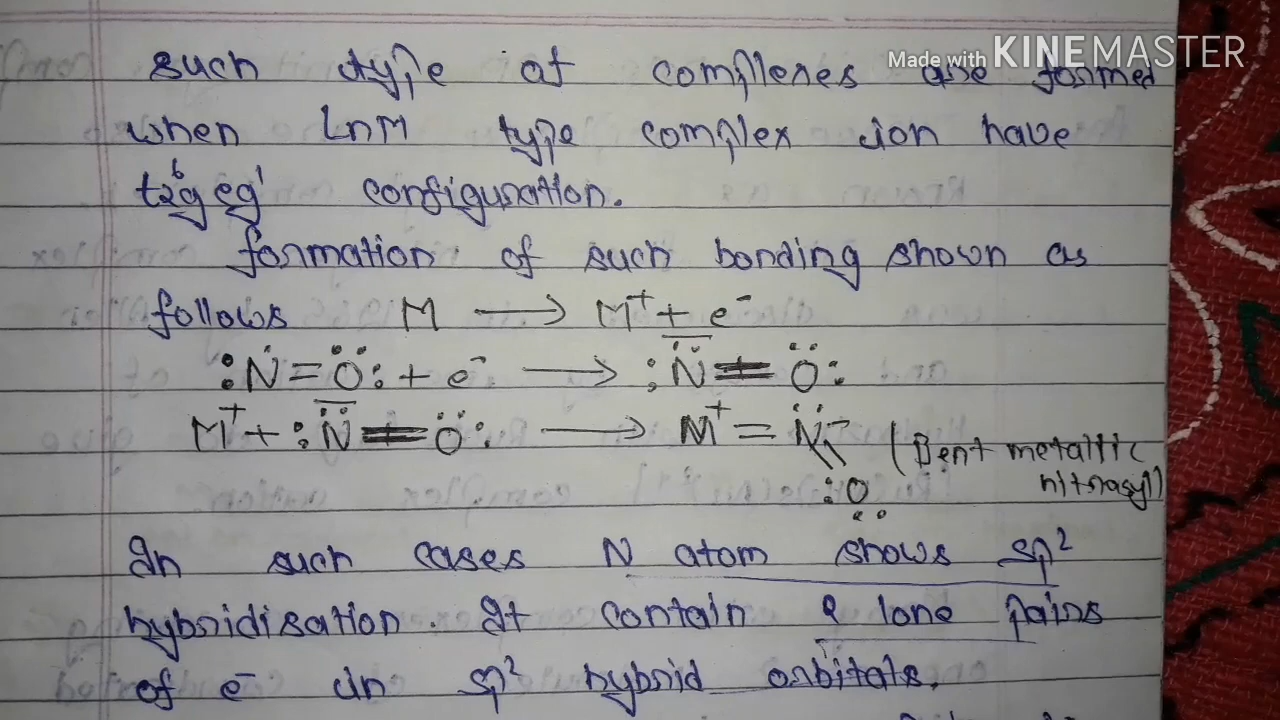 Made with KINEMASTER
such type of complexes are formed
when LnM type complex ion have
t2g⁶ eg¹ configuration.
formation of such bonding shown as
follows M ⟶ M⁺ + e⁻
:Ṅ=Ö: + e⁻ ⟶ :N̈=Ö:
M⁺ + :N̈=Ö: ⟶ M⁺=N̈⁻ (Bent metallic
:O nitrosyl)
In such cases N atom shows sp²
hybridisation. It contain 2 lone pairs
of e⁻ in sp² hybrid orbitals.